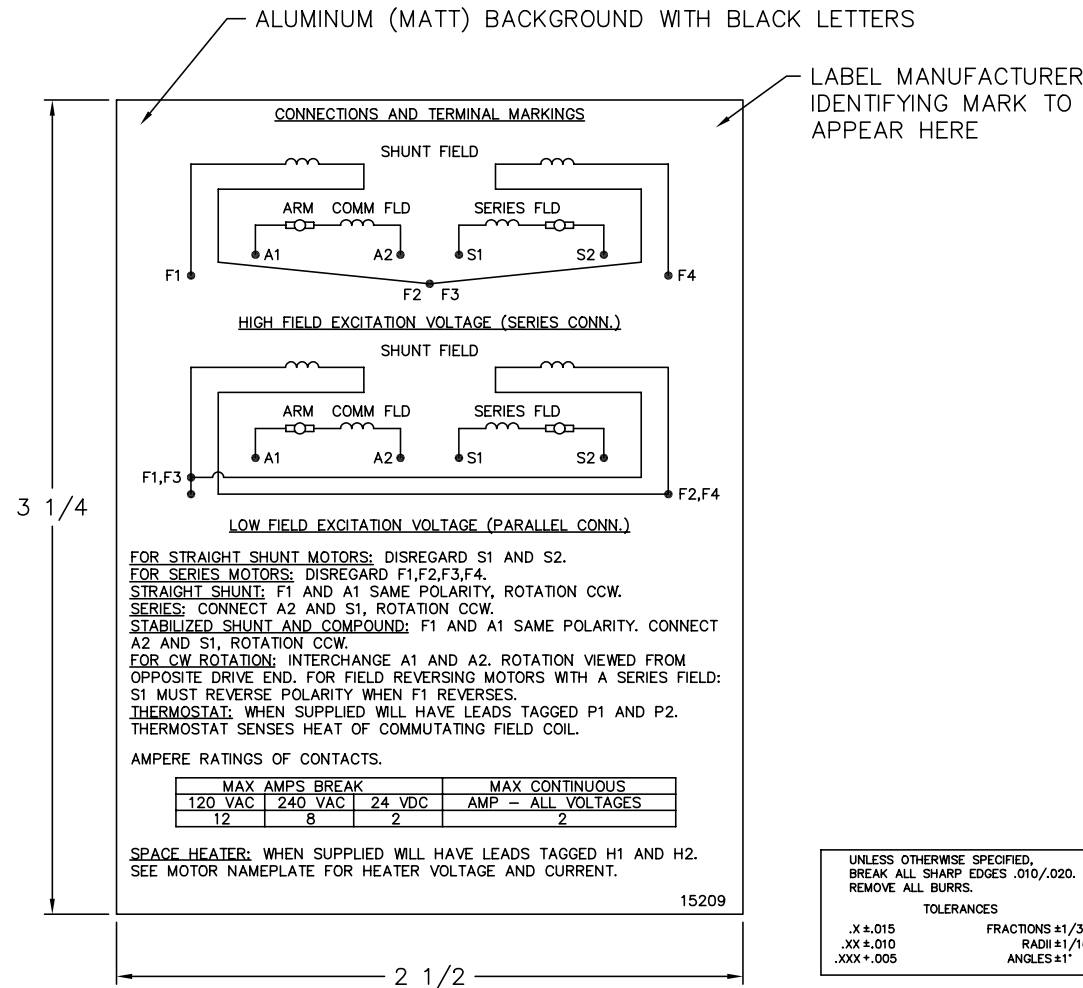 ALUMINUM (MATT) BACKGROUND WITH BLACK LETTERS
LABEL MANUFACTURER
IDENTIFYING MARK TO
APPEAR HERE
CONNECTIONS AND TERMINAL MARKINGS
SHUNT FIELD
ARM COMM FLD SERIES FLD
A1 A2 S1 S2
F1 F4
F2 F3
HIGH FIELD EXCITATION VOLTAGE (SERIES CONN.)
SHUNT FIELD
ARM COMM FLD SERIES FLD
A1 A2 S1 S2
F1,F3
F2,F4
3 1/4
LOW FIELD EXCITATION VOLTAGE (PARALLEL CONN.)
FOR STRAIGHT SHUNT MOTORS: DISREGARD S1 AND S2.
FOR SERIES MOTORS: DISREGARD F1,F2,F3,F4.
STRAIGHT SHUNT: F1 AND A1 SAME POLARITY, ROTATION CCW.
SERIES: CONNECT A2 AND S1, ROTATION CCW.
STABILIZED SHUNT AND COMPOUND: F1 AND A1 SAME POLARITY. CONNECT
A2 AND S1, ROTATION CCW.
FOR CW ROTATION: INTERCHANGE A1 AND A2. ROTATION VIEWED FROM
OPPOSITE DRIVE END. FOR FIELD REVERSING MOTORS WITH A SERIES FIELD:
S1 MUST REVERSE POLARITY WHEN F1 REVERSES.
THERMOSTAT: WHEN SUPPLIED WILL HAVE LEADS TAGGED P1 AND P2.
THERMOSTAT SENSES HEAT OF COMMUTATING FIELD COIL.
AMPERE RATINGS OF CONTACTS.
MAX AMPS BREAK MAX CONTINUOUS
120 VAC 240 VAC 24 VDC AMP – ALL VOLTAGES
12 8 2 2
SPACE HEATER: WHEN SUPPLIED WILL HAVE LEADS TAGGED H1 AND H2.
SEE MOTOR NAMEPLATE FOR HEATER VOLTAGE AND CURRENT.
15209
2 1/2
UNLESS OTHERWISE SPECIFIED,
BREAK ALL SHARP EDGES .010/.020.
REMOVE ALL BURRS.
TOLERANCES
.X ±.015 FRACTIONS
.XX ±.010 RADII
.XXX +.005 ANGLES ±1°